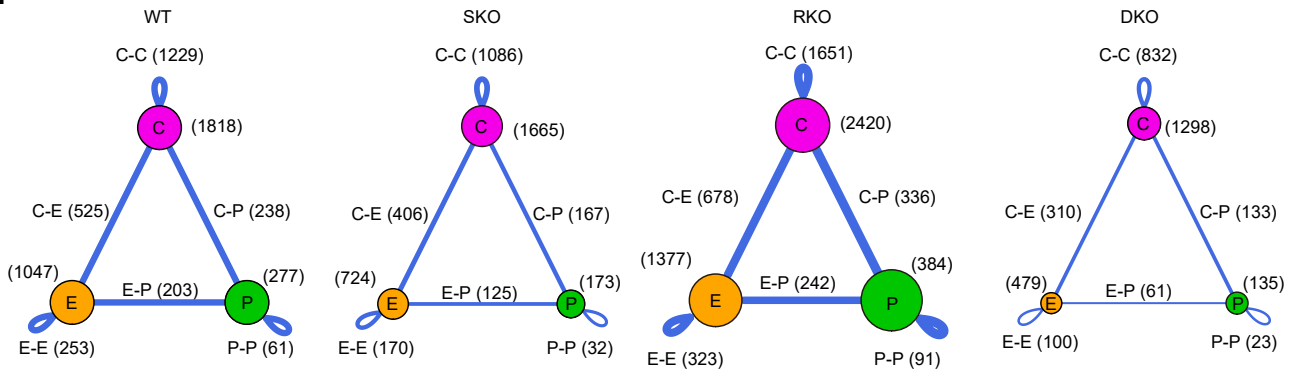 WT
C-C (1229)
C
(1818)
C-E (525)
C-P (238)
(1047)
E
E-P (203)
(277)
P
E-E (253)
P-P (61)
SKO
C-C (1086)
C
(1665)
C-E (406)
C-P (167)
(724)
E
E-P (125)
(173)
P
E-E (170)
P-P (32)
RKO
C-C (1651)
C
(2420)
C-E (678)
C-P (336)
(1377)
E
E-P (242)
(384)
P
E-E (323)
P-P (91)
DKO
C-C (832)
C
(1298)
C-E (310)
C-P (133)
(479)
E
E-P (61)
(135)
P
E-E (100)
P-P (23)